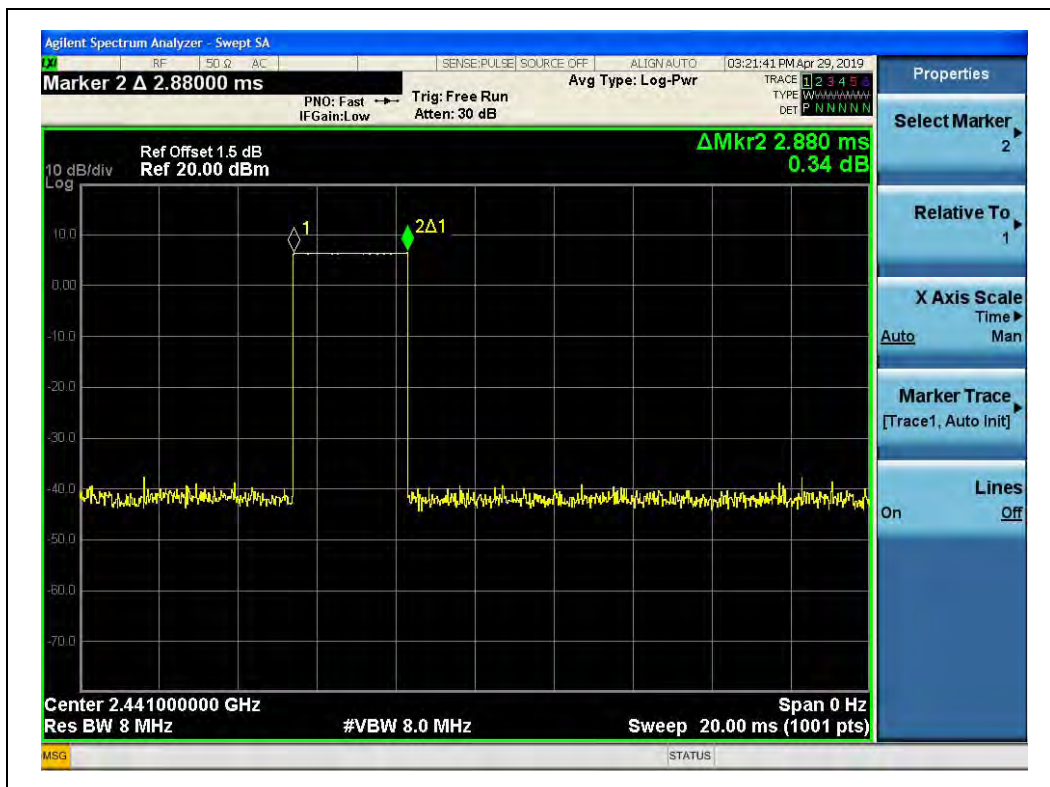 Agilent Spectrum Analyzer - Swept SA
LXI RF 50 Ω AC SENSE:PULSE SOURCE OFF ALIGN AUTO 03:21:41 PM Apr 29, 2019
Marker 2 Δ 2.88000 ms
PNO: Fast
IFGain:Low
Trig: Free Run
Atten: 30 dB
Avg Type: Log-Pwr
TRACE 1 2 3 4 5 6
TYPE WWWWWWW
DET P N N N N N
ΔMkr2 2.880 ms
0.34 dB
Ref Offset 1.5 dB
10 dB/div Ref 20.00 dBm
Log
1
2Δ1
10.0
0.00
-10.0
-20.0
-30.0
-40.0
-50.0
-60.0
-70.0
Center 2.441000000 GHz Span 0 Hz
Res BW 8 MHz #VBW 8.0 MHz Sweep 20.00 ms (1001 pts)
MSG STATUS
Properties
Select Marker
2
Relative To
1
X Axis Scale
Time
Auto Man
Marker Trace
[Trace1, Auto Init]
Lines
On Off